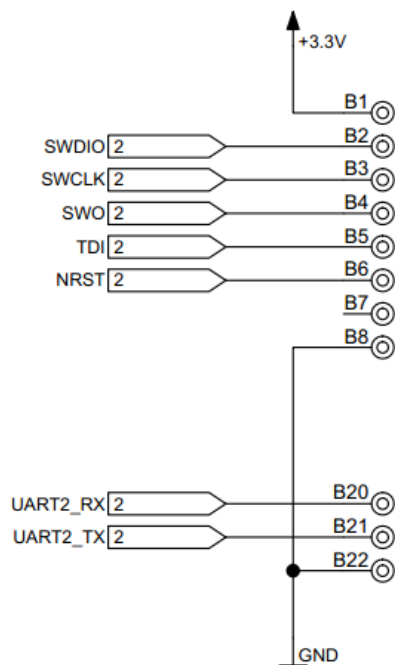 +3.3V
B1
SWDIO 2 B2
SWCLK 2 B3
SWO 2 B4
TDI 2 B5
NRST 2 B6
B7
B8
UART2_RX 2 B20
UART2_TX 2 B21
B22
GND